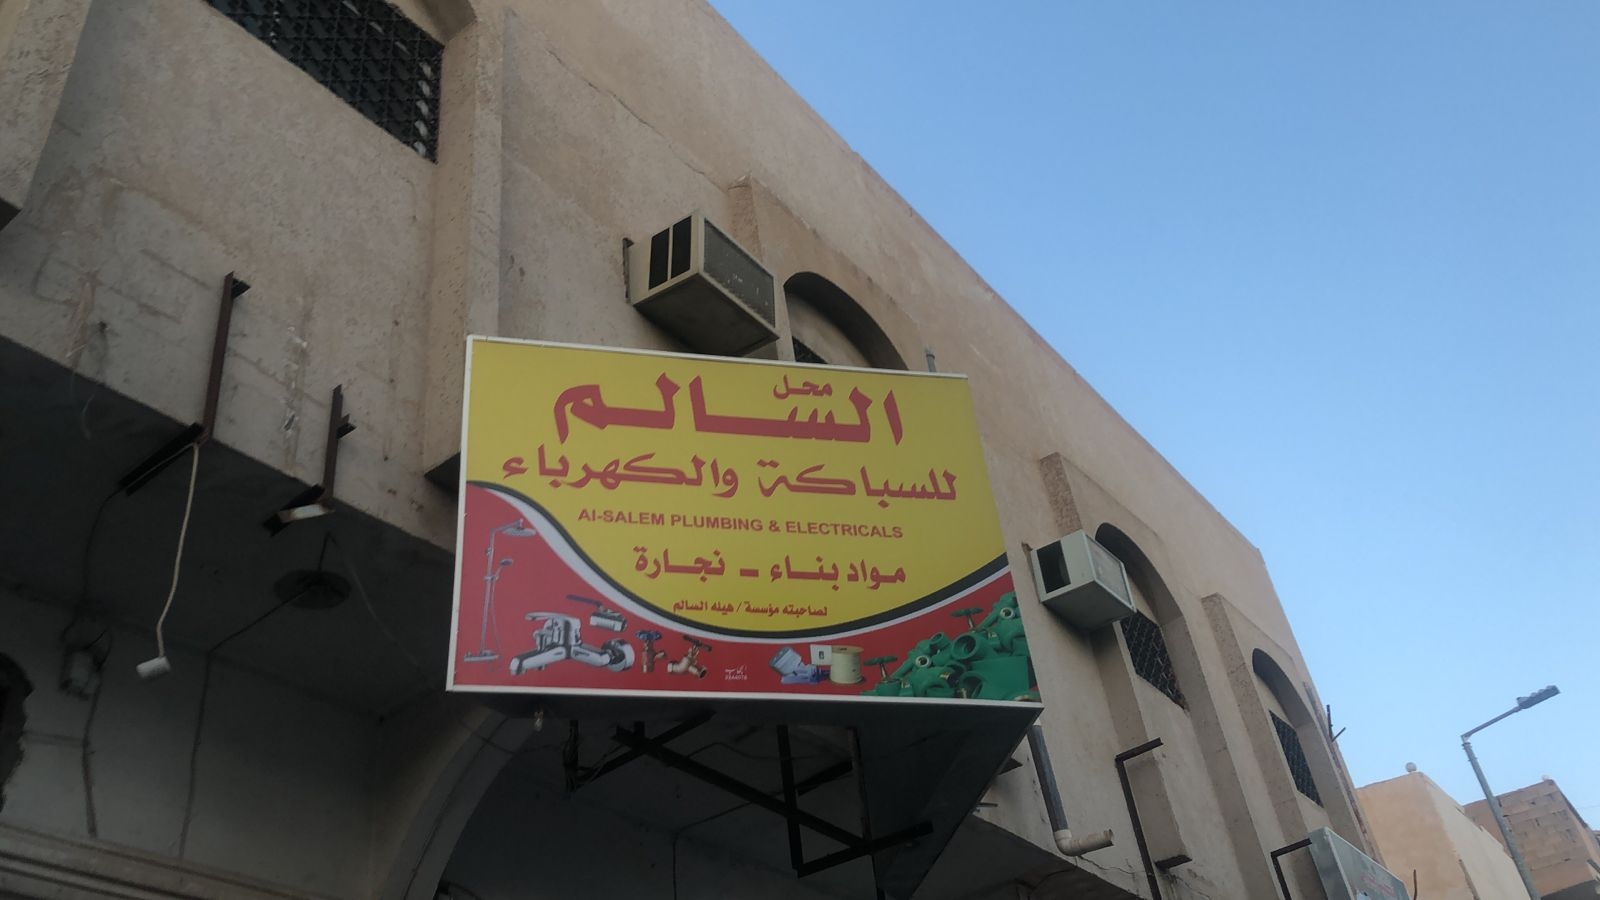 محل
السالم
للسباكة والكهرباء
Al-SALEM PLUMBING & ELECTRICALS
مواد بناء - نجارة
لصاحبته مؤسسة / هيله السالم